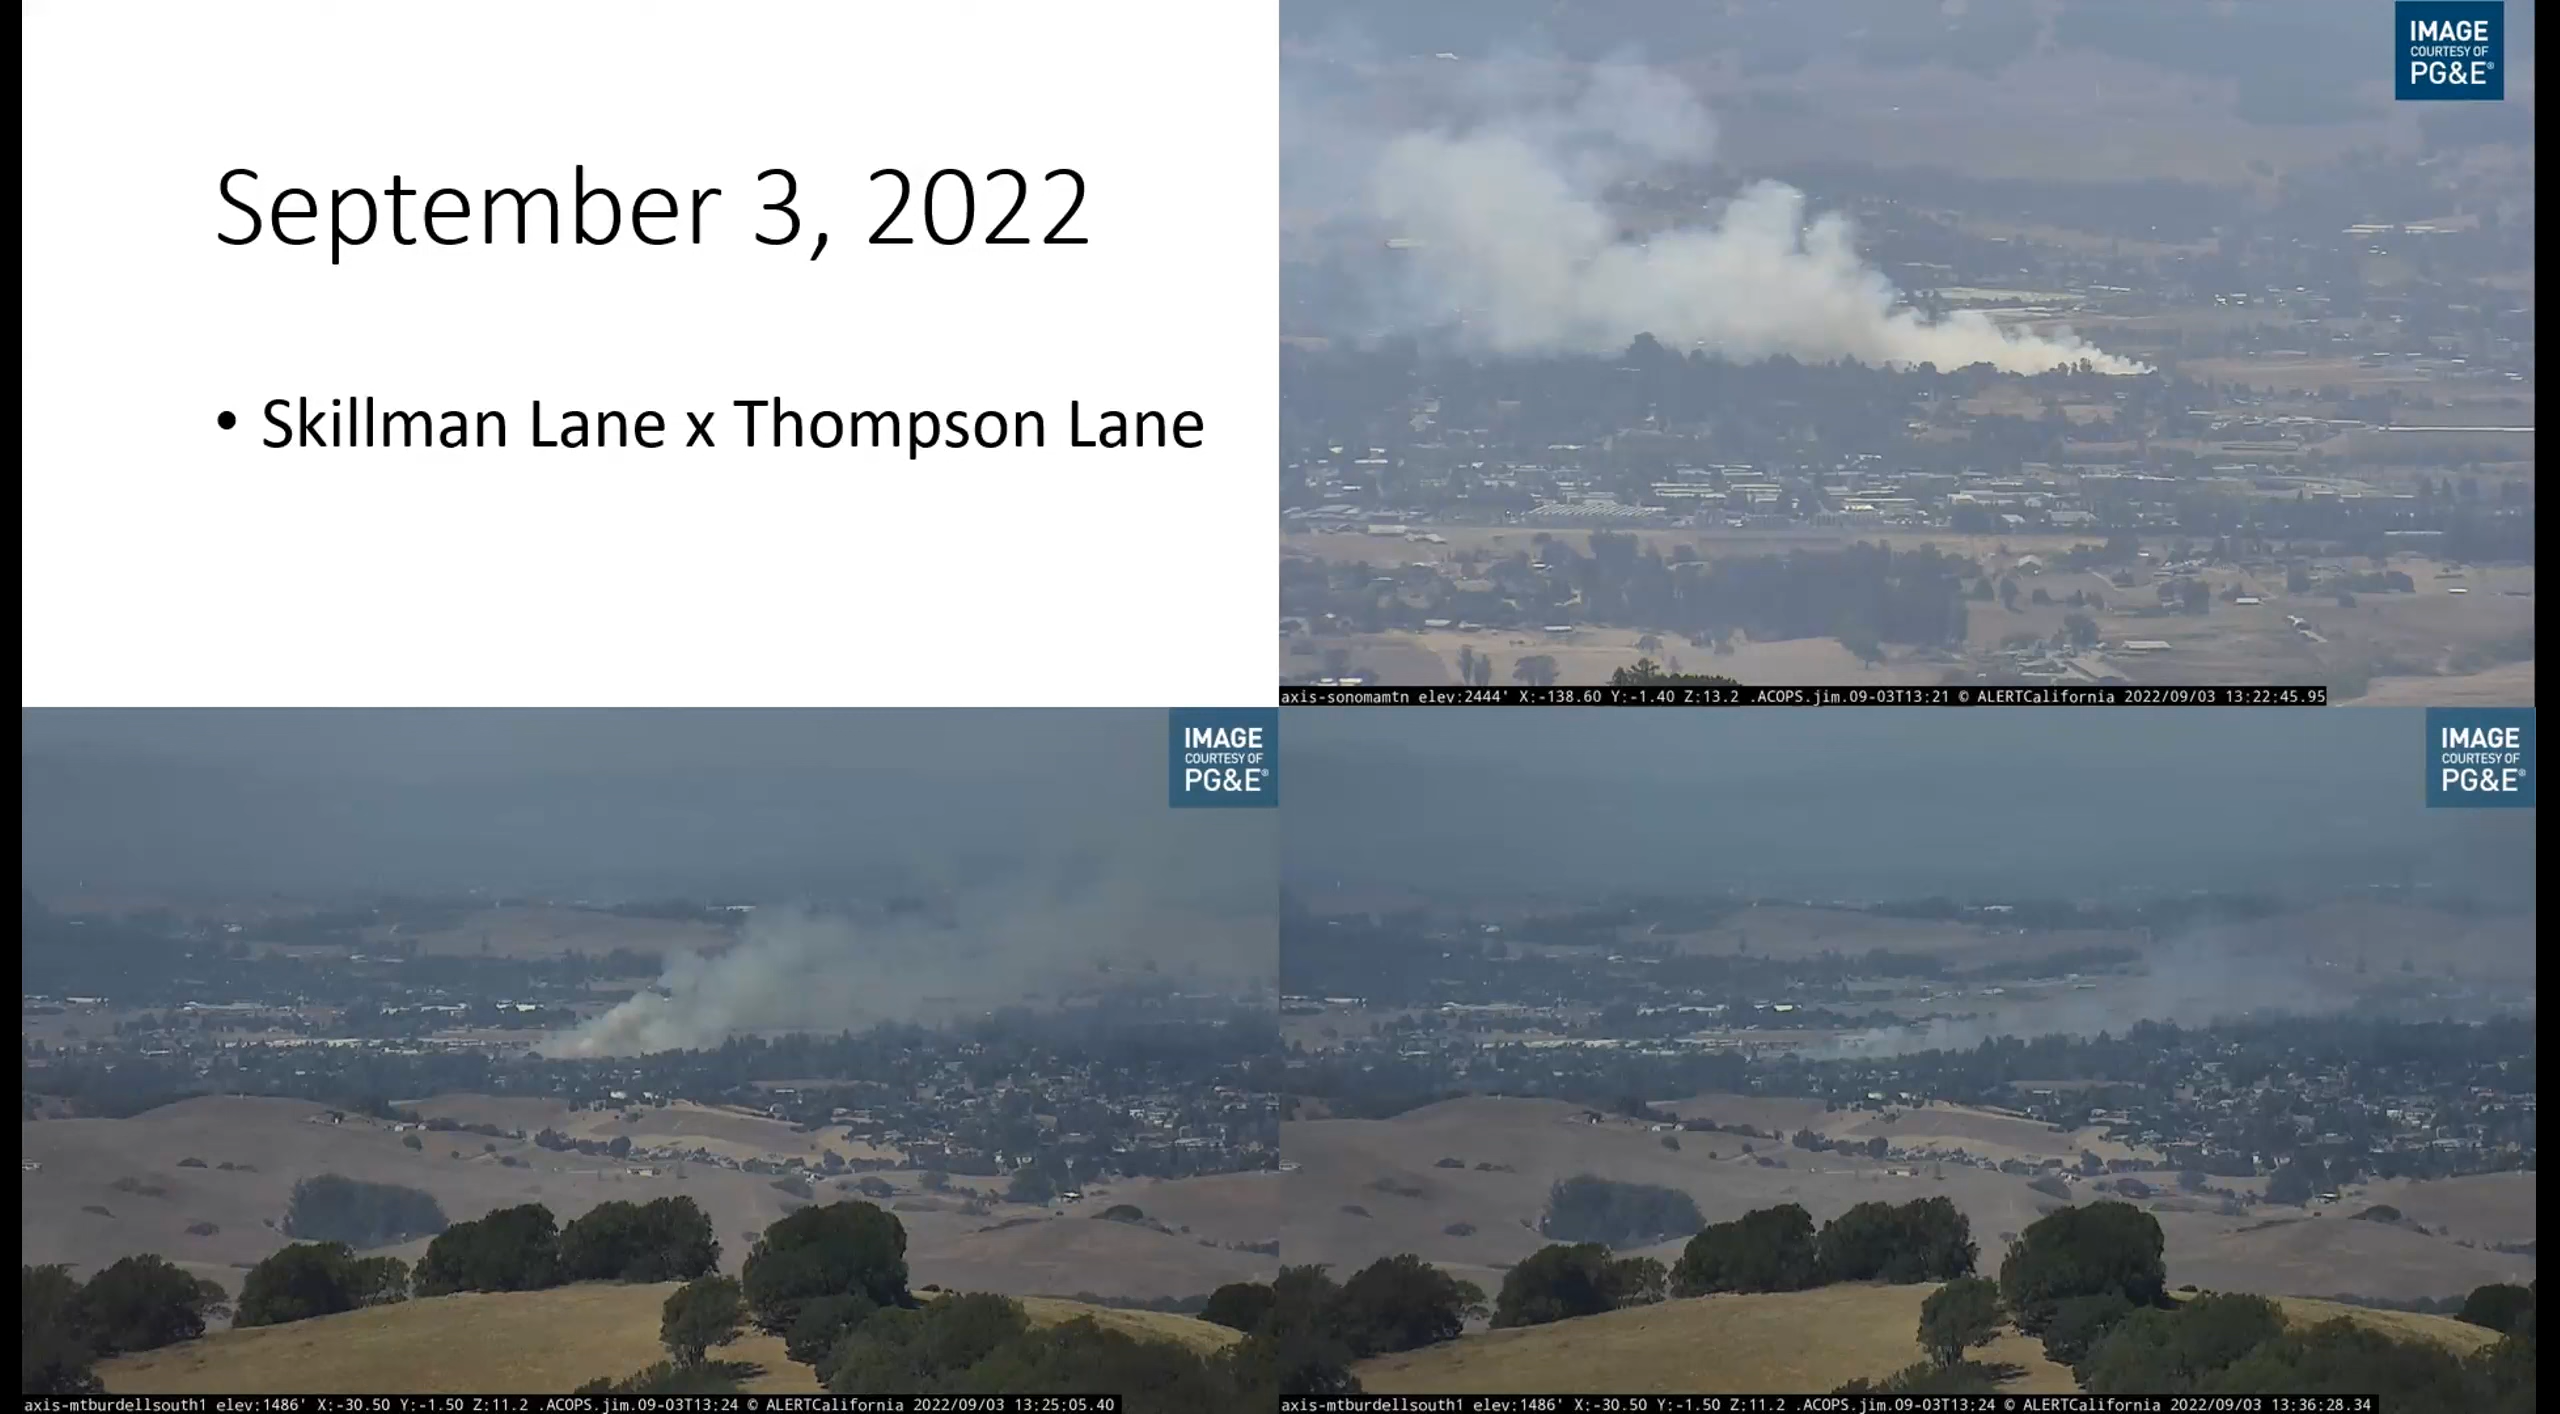 September 3, 2022
• Skillman Lane x Thompson Lane
IMAGE
COURTESY OF
PG&E®
axis-sonomamtn elev:2444' X:-138.60 Y:-1.40 Z:13.2 .ACOPS.jim.09-03T13:21 © ALERTCalifornia 2022/09/03 13:22:45.95
IMAGE
COURTESY OF
PG&E®
axis-mtburdellsouth1 elev:1486' X:-30.50 Y:-1.50 Z:11.2 .ACOPS.jim.09-03T13:24 © ALERTCalifornia 2022/09/03 13:25:05.40
IMAGE
COURTESY OF
PG&E®
axis-mtburdellsouth1 elev:1486' X:-30.50 Y:-1.50 Z:11.2 .ACOPS.jim.09-03T13:24 © ALERTCalifornia 2022/09/03 13:36:28.34